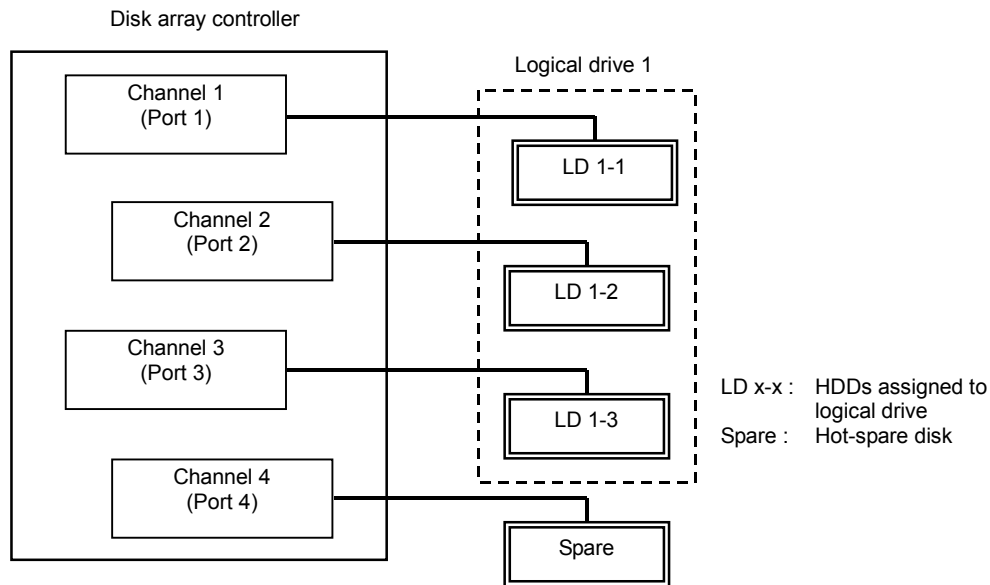 Disk array controller
Logical drive 1
Channel 1
(Port 1)
LD 1-1
Channel 2
(Port 2)
LD 1-2
Channel 3
(Port 3)
LD 1-3
LD x-x : HDDs assigned to
logical drive
Spare : Hot-spare disk
Channel 4
(Port 4)
Spare